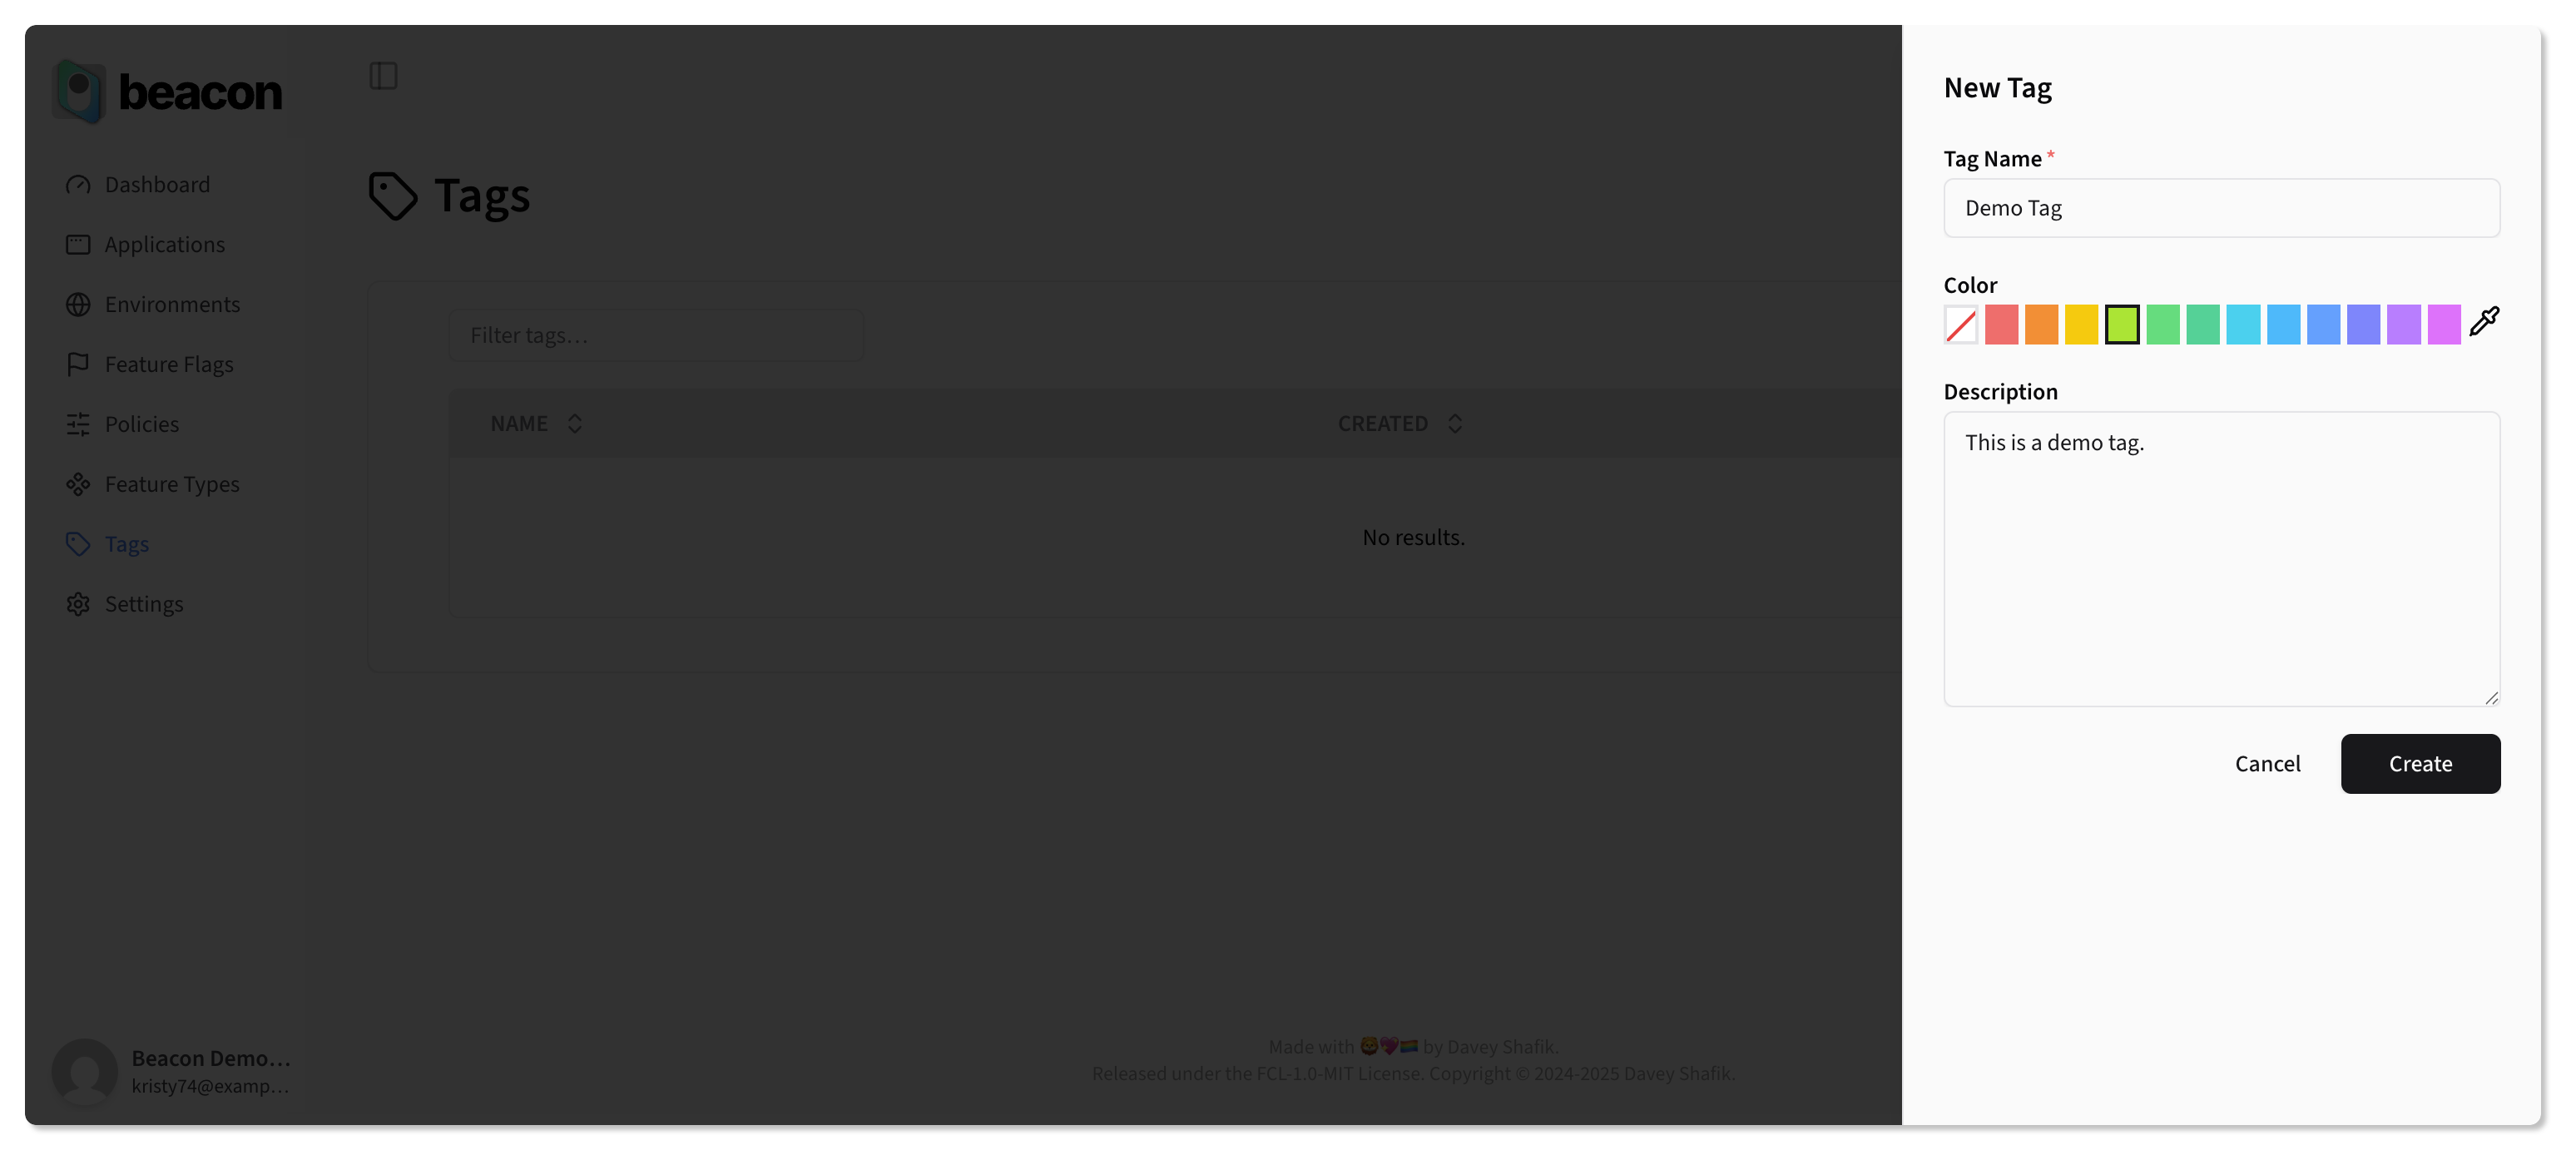 beacon
Dashboard
Applications
Environments
Feature Flags
Policies
Feature Types
Tags
Settings
Beacon Demo...
kristy74@examp...
Tags
Filter tags...
NAME
CREATED
No results.
Made with 🦁💖🏳️‍🌈 by Davey Shafik.
Released under the FCL-1.0-MIT License. Copyright © 2024-2025 Davey Shafik.
New Tag
Tag Name *
Demo Tag
Color
Description
This is a demo tag.
Cancel
Create